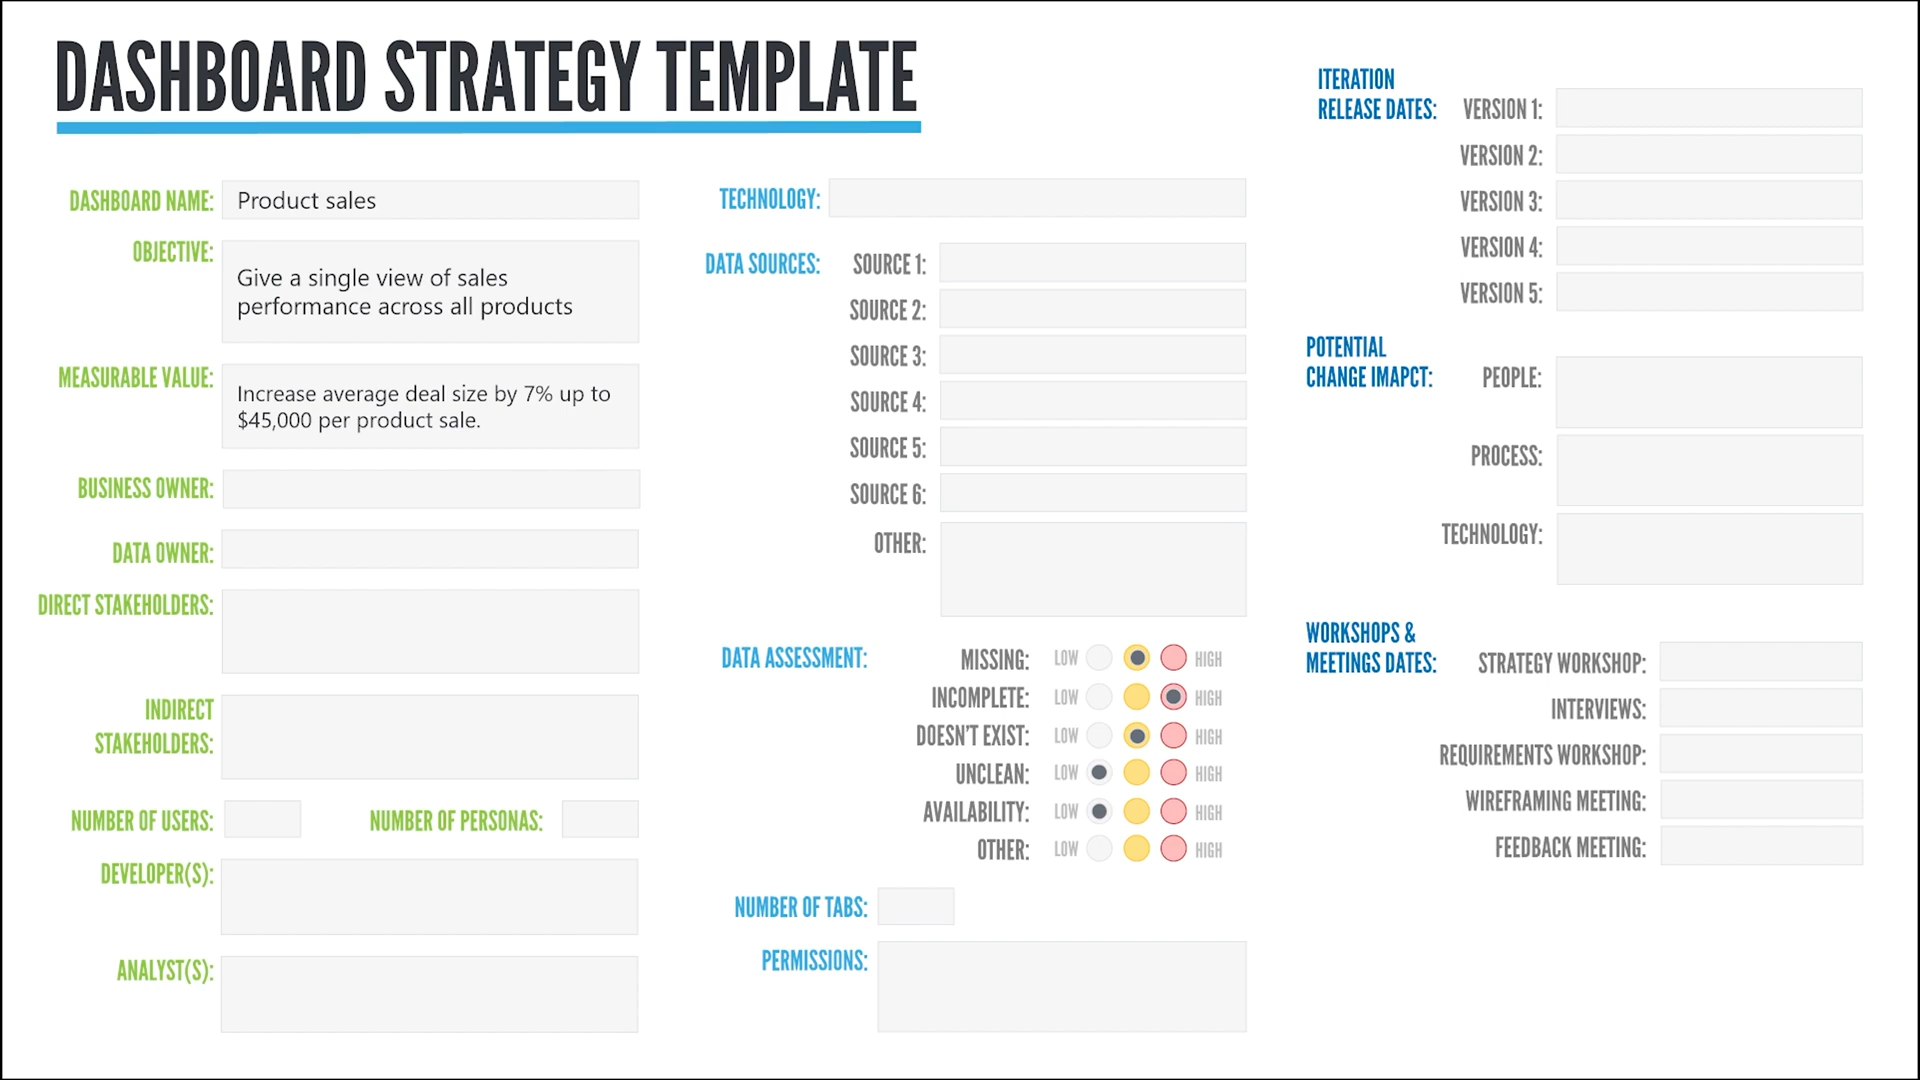 DASHBOARD STRATEGY TEMPLATE
DASHBOARD NAME: Product sales
OBJECTIVE:
Give a single view of sales
performance across all products
MEASURABLE VALUE:
Increase average deal size by 7% up to
$45,000 per product sale.
BUSINESS OWNER:
DATA OWNER:
DIRECT STAKEHOLDERS:
INDIRECT
STAKEHOLDERS:
NUMBER OF USERS: NUMBER OF PERSONAS:
DEVELOPER(S):
ANALYST(S):
TECHNOLOGY:
DATA SOURCES: SOURCE 1:
SOURCE 2:
SOURCE 3:
SOURCE 4:
SOURCE 5:
SOURCE 6:
OTHER:
DATA ASSESSMENT: MISSING: LOW HIGH
INCOMPLETE: LOW HIGH
DOESN'T EXIST: LOW HIGH
UNCLEAN: LOW HIGH
AVAILABILITY: LOW HIGH
OTHER: LOW HIGH
NUMBER OF TABS:
PERMISSIONS:
ITERATION
RELEASE DATES: VERSION 1:
VERSION 2:
VERSION 3:
VERSION 4:
VERSION 5:
POTENTIAL
CHANGE IMAPCT: PEOPLE:
PROCESS:
TECHNOLOGY:
WORKSHOPS &
MEETINGS DATES: STRATEGY WORKSHOP:
INTERVIEWS:
REQUIREMENTS WORKSHOP:
WIREFRAMING MEETING:
FEEDBACK MEETING: